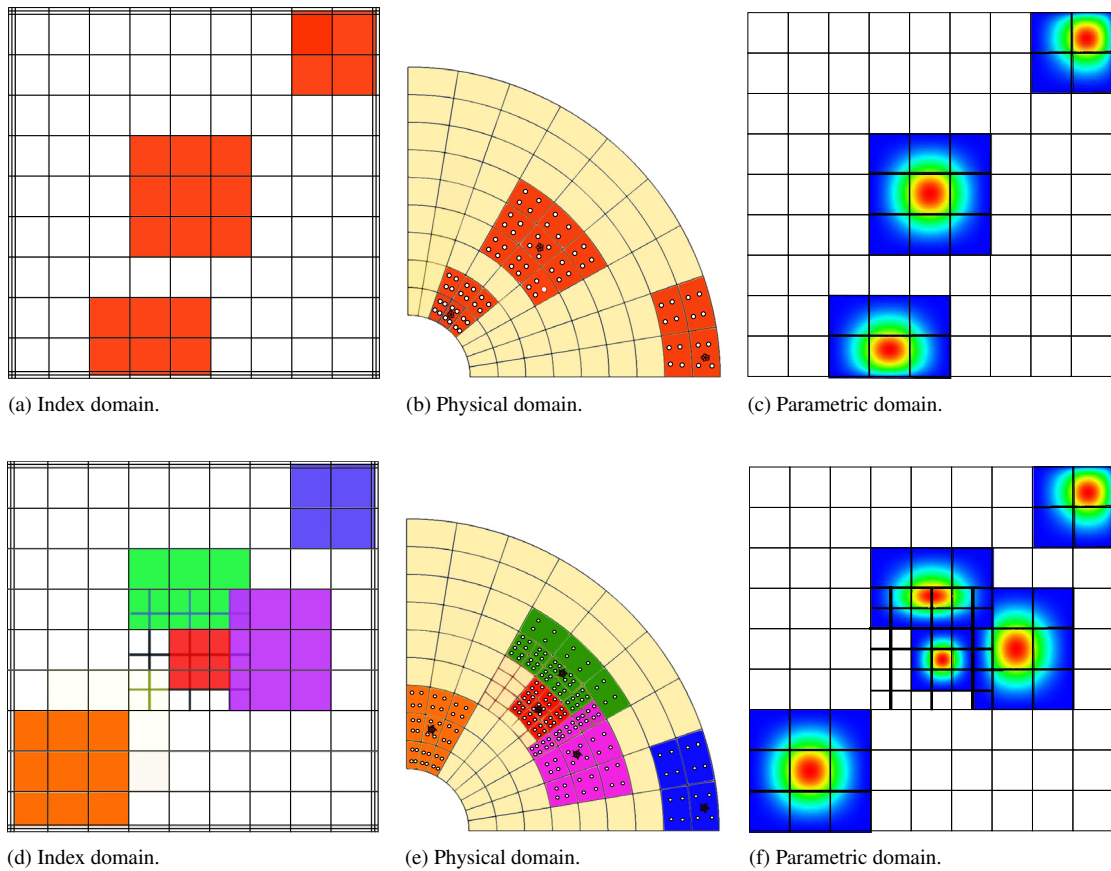 (a) Index domain.
(b) Physical domain.
(c) Parametric domain.
(d) Index domain.
(e) Physical domain.
(f) Parametric domain.